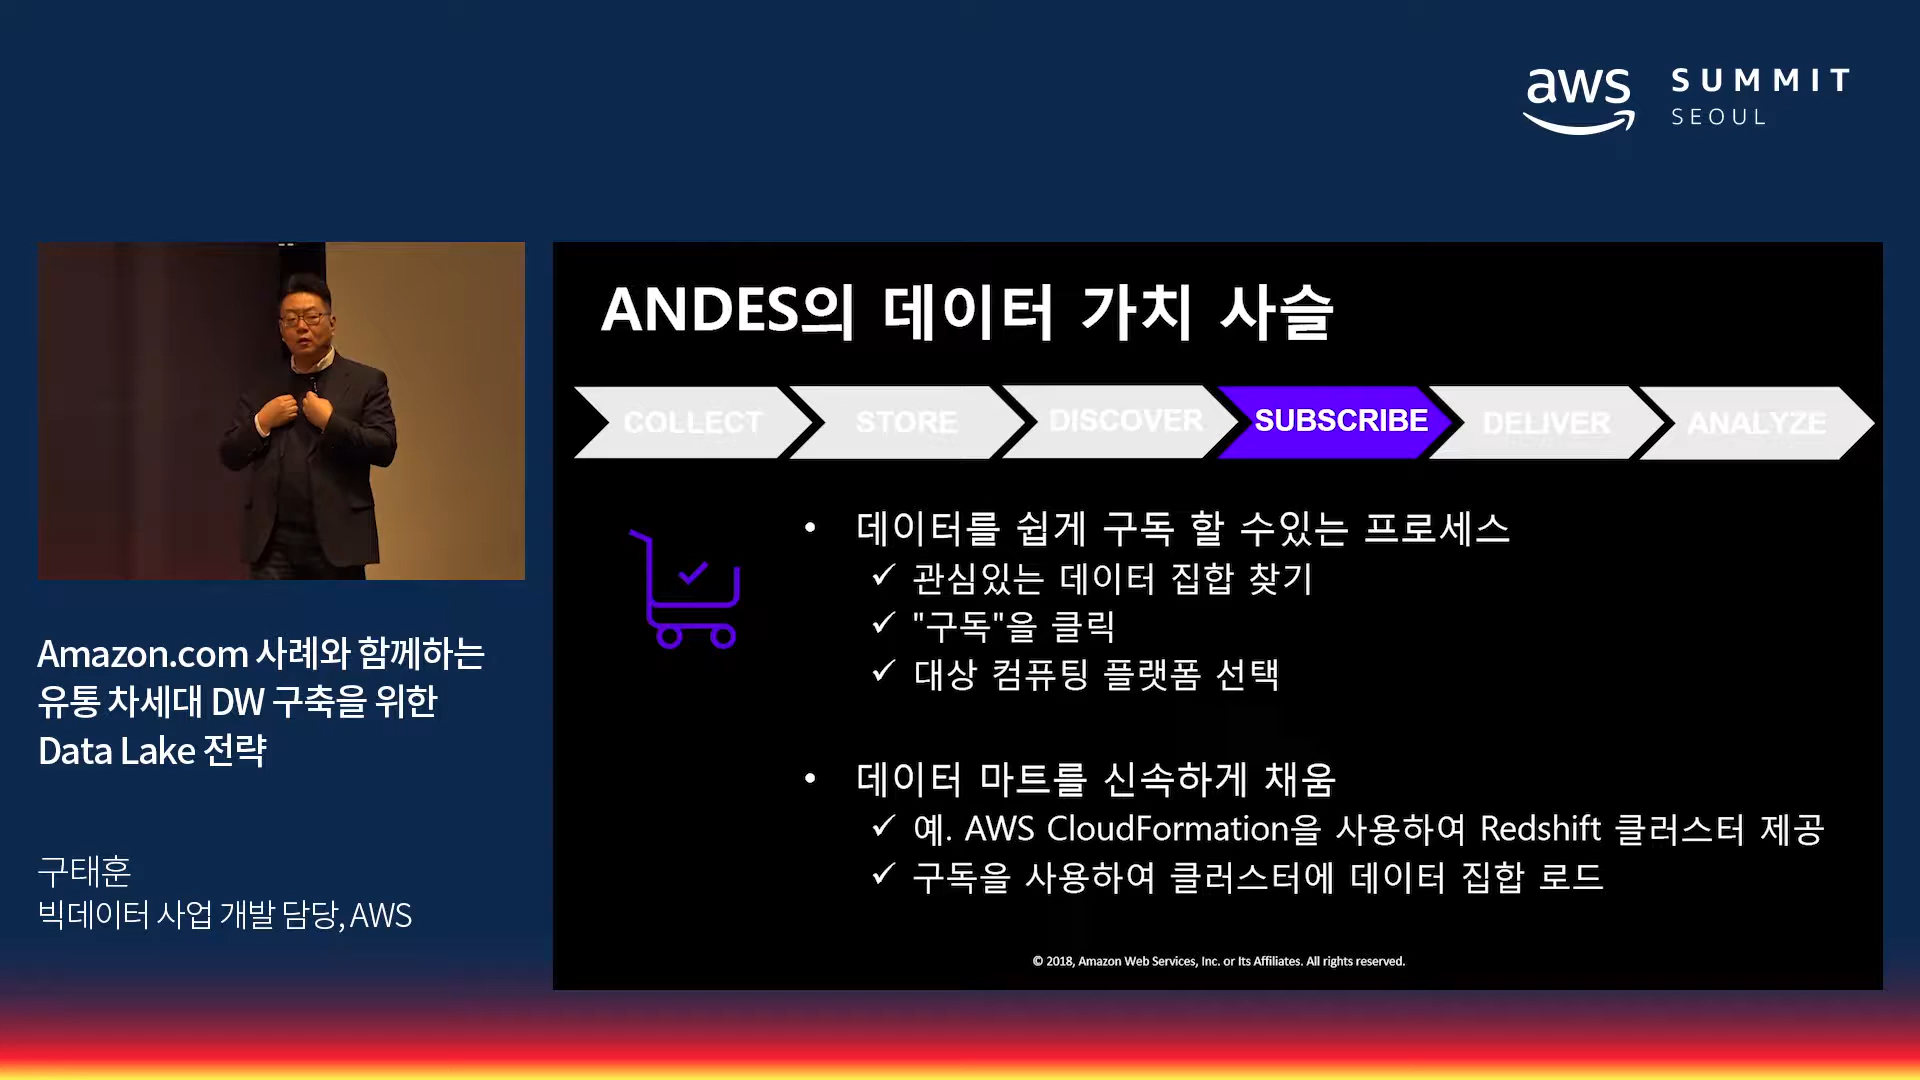 aws SUMMIT
SEOUL
ANDES의 데이터 가치 사슬
COLLECT STORE DISCOVER SUBSCRIBE DELIVER ANALYZE
• 데이터를 쉽게 구독 할 수있는 프로세스
✓ 관심있는 데이터 집합 찾기
✓ "구독"을 클릭
✓ 대상 컴퓨팅 플랫폼 선택
• 데이터 마트를 신속하게 채움
✓ 예. AWS CloudFormation을 사용하여 Redshift 클러스터 제공
✓ 구독을 사용하여 클러스터에 데이터 집합 로드
© 2018, Amazon Web Services, Inc. or Its Affiliates. All rights reserved.
Amazon.com 사례와 함께하는
유통 차세대 DW 구축을 위한
Data Lake 전략
구태훈
빅데이터 사업 개발 담당, AWS